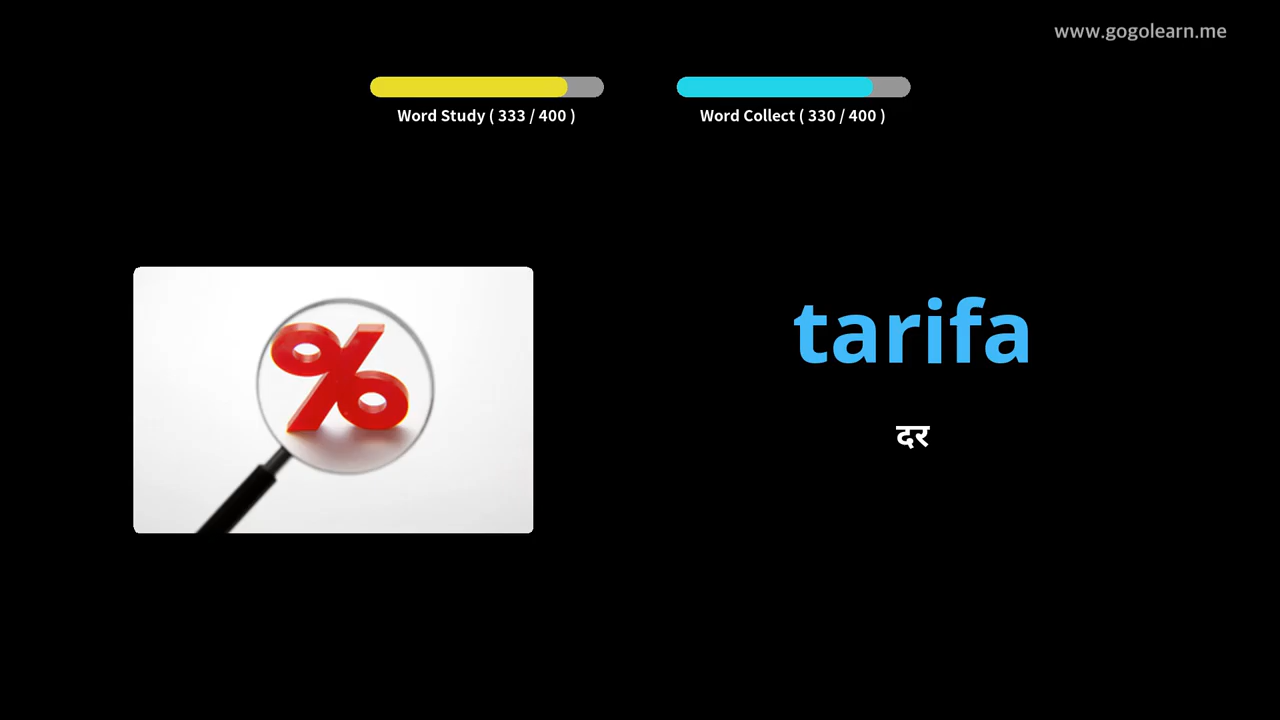 www.gogolearn.me
Word Study ( 333 / 400 )
Word Collect ( 330 / 400 )
%
tarifa
दर